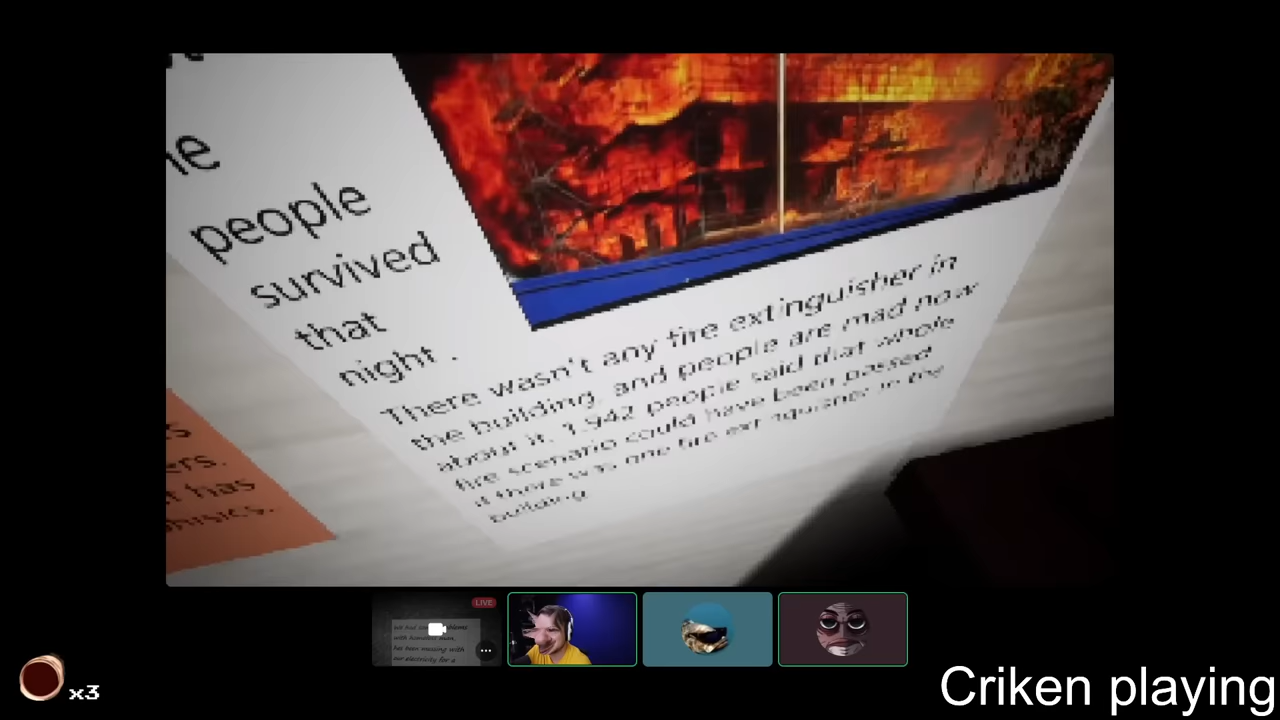 people
survived
that
night .
There wasn't any fire extinguisher in
the building, and people are mad now
about it. 1.942 people said that whole
fire scenario could have been passed
if there was one fire extinguisher in the
building.
ers.
has
LIVE
x3
Criken playing